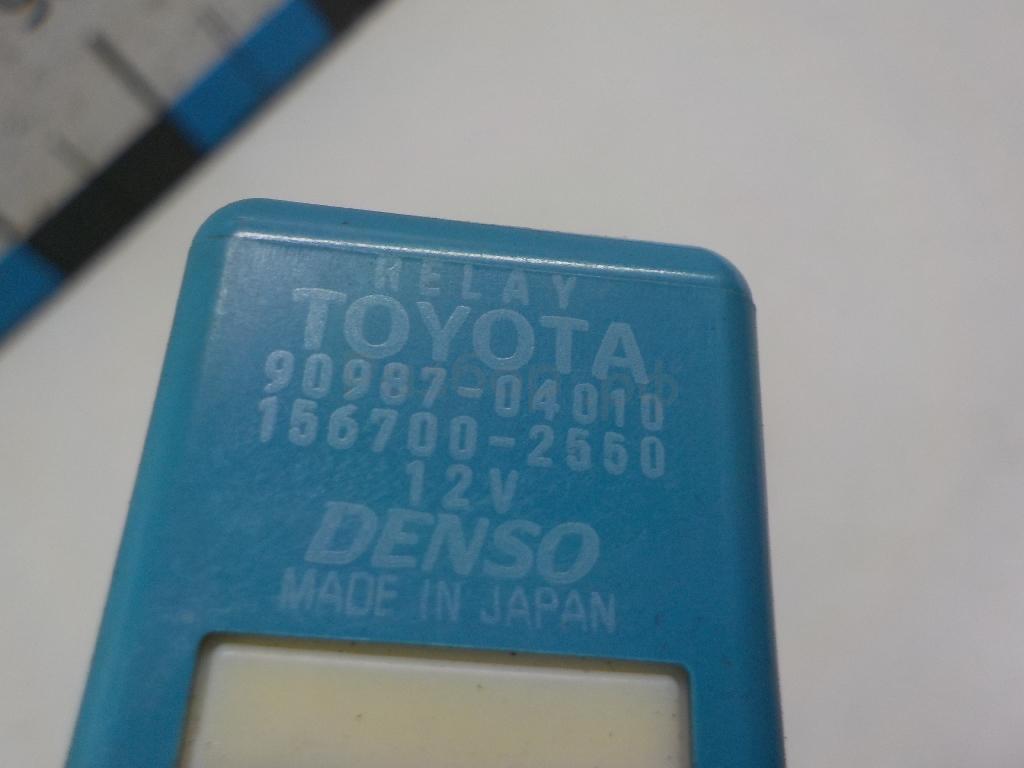 RELAY
TOYOTA
90987-04010
156700-2550
12V
DENSO
MADE IN JAPAN